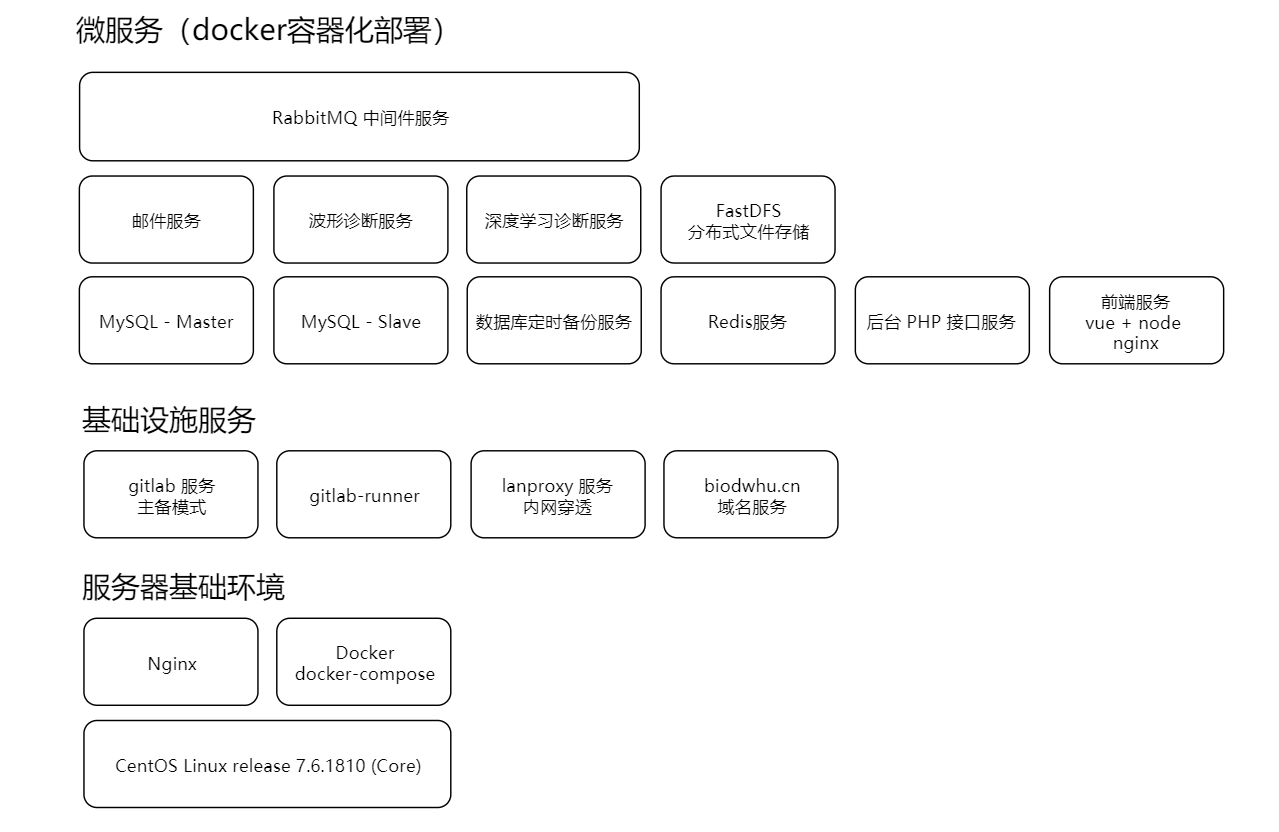 微服务（docker容器化部署）
RabbitMQ 中间件服务
邮件服务
波形诊断服务
深度学习诊断服务
FastDFS
分布式文件存储
MySQL - Master
MySQL - Slave
数据库定时备份服务
Redis服务
后台 PHP 接口服务
前端服务
vue + node
nginx
基础设施服务
gitlab 服务
主备模式
gitlab-runner
lanproxy 服务
内网穿透
biodwhu.cn
域名服务
服务器基础环境
Nginx
Docker
docker-compose
CentOS Linux release 7.6.1810 (Core)